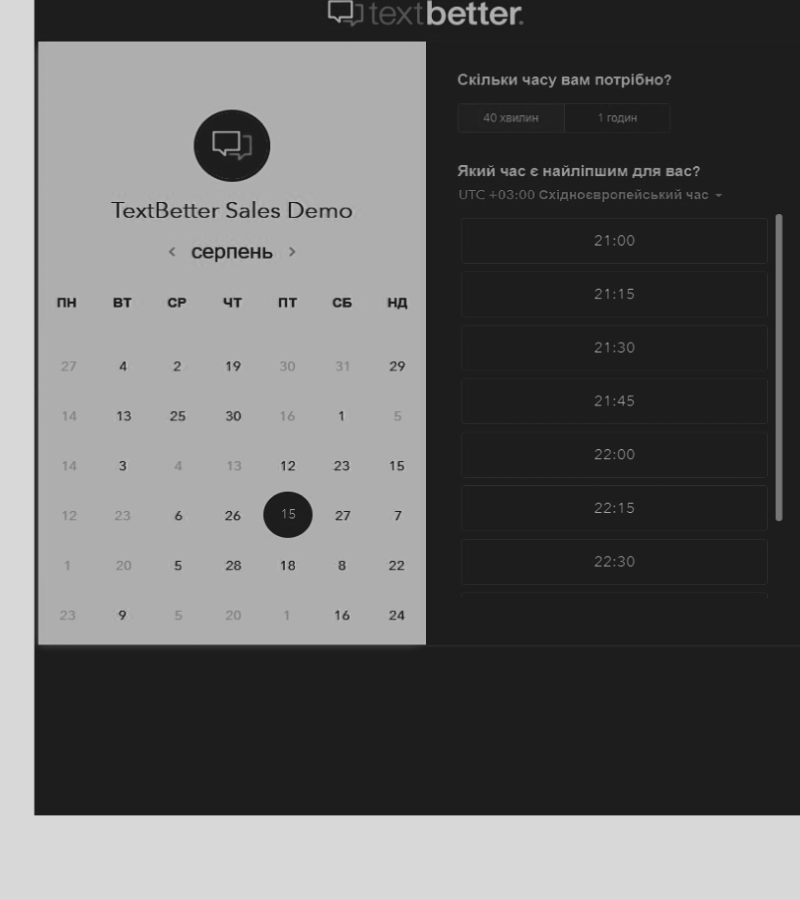 textbetter.
TextBetter Sales Demo
серпень
ПН ВТ СР ЧТ ПТ СБ НД
27 4 2 19 30 31 29
14 13 25 30 16 1 5
14 3 4 13 12 23 15
12 23 6 26 15 27 7
1 20 5 28 18 8 22
23 9 5 20 1 16 24
Скільки часу вам потрібно?
40 хвилин 1 годин
Який час є найліпшим для вас?
UTC +03:00 Східноєвропейський час
21:00
21:15
21:30
21:45
22:00
22:15
22:30